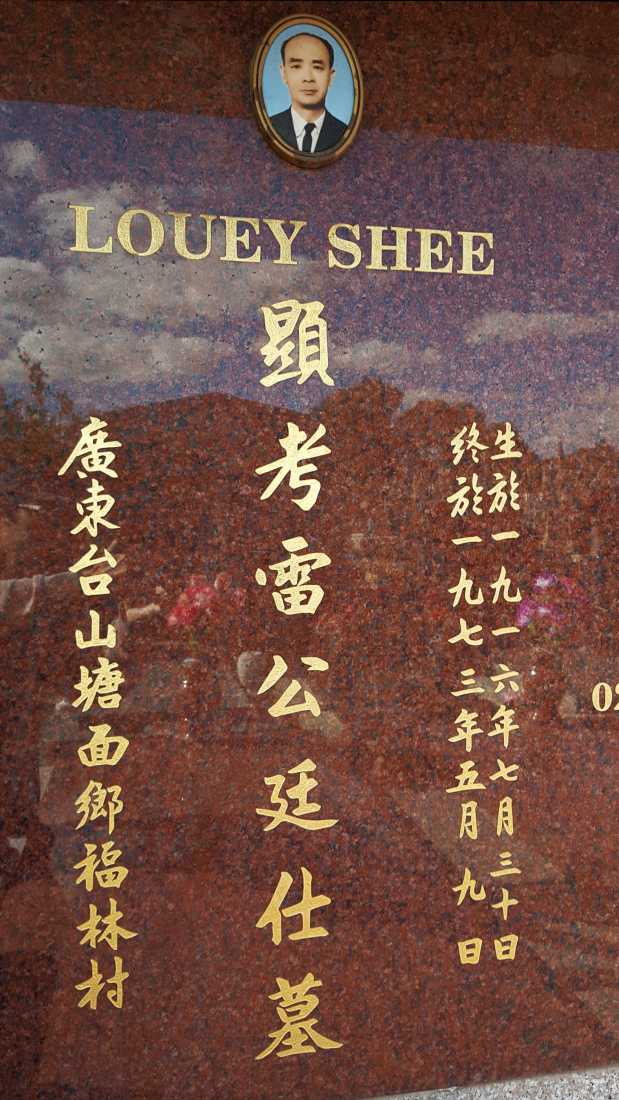 LOUEY SHEE
生於一九一六年七月三十日
終於一九七三年五月九日
顯考雷公廷仕墓
廣東台山塘面鄉福林村